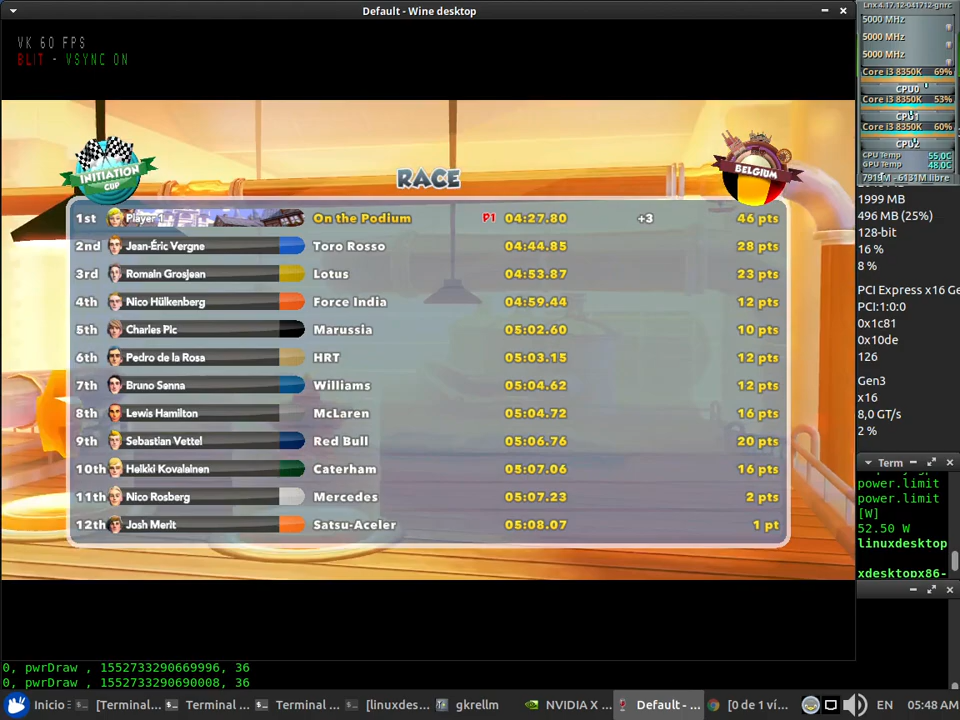 Default - Wine desktop
Lnx 4.17.12-041712-gnrc
VK 60 FPS
BLIT - VSYNC ON
5000 MHz
5000 MHz
5000 MHz
Core i3 8350K 69%
CPU0
Core i3 8350K 53%
CPU1
Core i3 8350K 60%
CPU2
CPU Temp 55,0C
GPU Temp 48,0C
7919M - 6131M libre
1999 MB
496 MB (25%)
128-bit
16 %
8 %
PCI Express x16 Ge
PCI:1:0:0
0x1c81
0x10de
126
Gen3
x16
8,0 GT/s
2 %
INITIATION
CUP
RACE
BELGIUM
1st Player 1 On the Podium P.1 04:27.80 +3 46 pts
2nd Jean-Éric Vergne Toro Rosso 04:44.85 28 pts
3rd Romain Grosjean Lotus 04:53.87 23 pts
4th Nico Hülkenberg Force India 04:59.44 12 pts
5th Charles Pic Marussia 05:02.60 10 pts
6th Pedro de la Rosa HRT 05:03.15 12 pts
7th Bruno Senna Williams 05:04.62 12 pts
8th Lewis Hamilton McLaren 05:04.72 16 pts
9th Sebastian Vettel Red Bull 05:06.76 20 pts
10th Heikki Kovalainen Caterham 05:07.06 16 pts
11th Nico Rosberg Mercedes 05:07.23 2 pts
12th Josh Merit Satsu-Aceler 05:08.07 1 pt
Term
power.limit
power.limit
[W]
52.50 W
linuxdesktop
xdesktopx86-
0, pwrDraw , 1552733290669996, 36
0, pwrDraw , 1552733290690008, 36
Inicio [Terminal... Terminal ... Terminal ... [linuxdes... gkrellm NVIDIA X ... Default - ... [0 de 1 ví... EN 05:48 AM